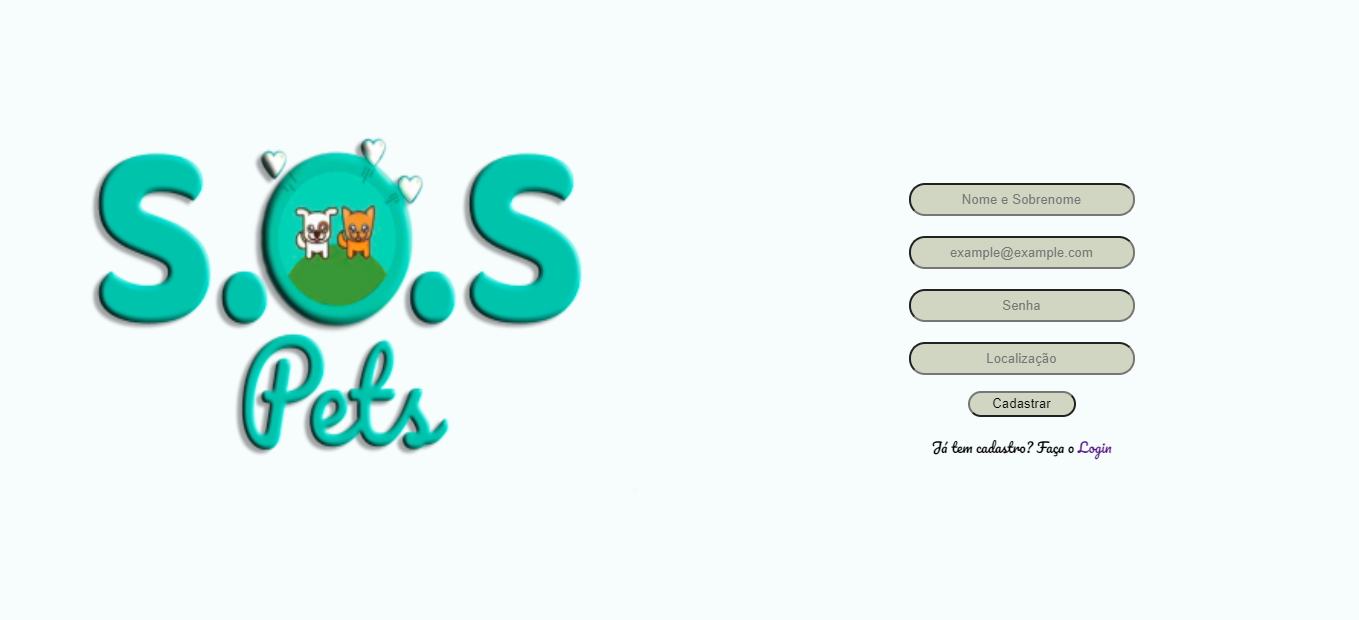 S.O.S
Pets
Nome e Sobrenome
example@example.com
Senha
Localização
Cadastrar
Já tem cadastro? Faça o Login